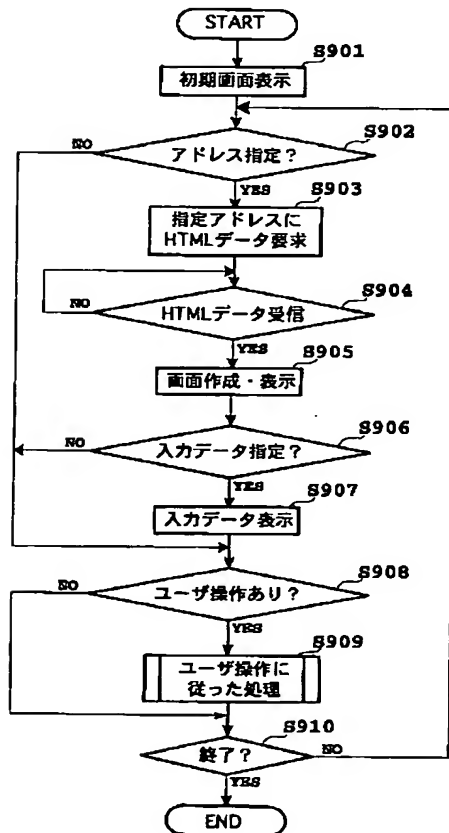 START
S901
初期画面表示
S902
アドレス指定？
NO
YES
S903
指定アドレスに
HTMLデータ要求
S904
HTMLデータ受信
NO
YES
S905
画面作成・表示
S906
入力データ指定？
NO
YES
S907
入力データ表示
S908
ユーザ操作あり？
NO
YES
S909
ユーザ操作に
従った処理
S910
終了？
NO
YES
END